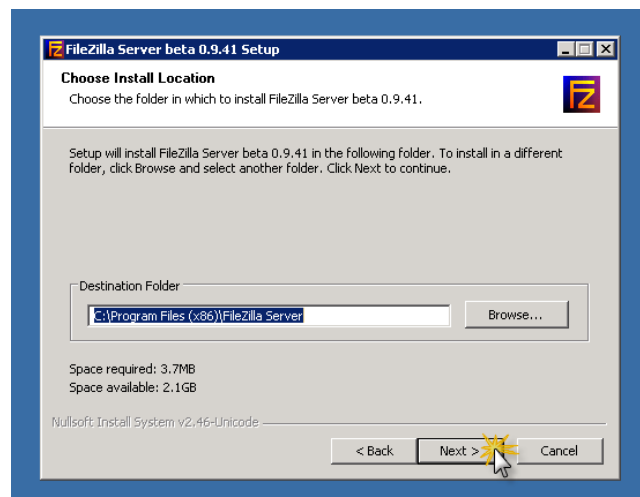 FileZilla Server beta 0.9.41 Setup
Choose Install Location
Choose the folder in which to install FileZilla Server beta 0.9.41.
FZ
Setup will install FileZilla Server beta 0.9.41 in the following folder. To install in a different
folder, click Browse and select another folder. Click Next to continue.
Destination Folder
C:\Program Files (x86)\FileZilla Server
Browse...
Space required: 3.7MB
Space available: 2.1GB
Nullsoft Install System v2.46-Unicode
< Back
Next >
Cancel